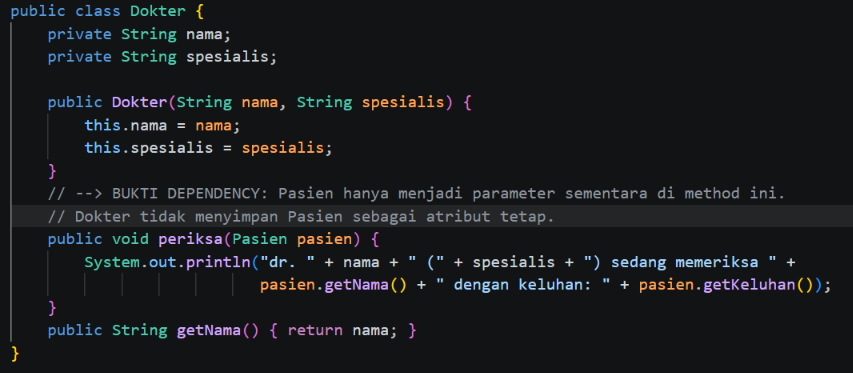 public class Dokter {
    private String nama;
    private String spesialis;

    public Dokter(String nama, String spesialis) {
        this.nama = nama;
        this.spesialis = spesialis;
    }
    // --> BUKTI DEPENDENCY: Pasien hanya menjadi parameter sementara di method ini.
    // Dokter tidak menyimpan Pasien sebagai atribut tetap.
    public void periksa(Pasien pasien) {
        System.out.println("dr. " + nama + " (" + spesialis + ") sedang memeriksa " +
                           pasien.getNama() + " dengan keluhan: " + pasien.getKeluhan());
    }
    public String getNama() { return nama; }
}